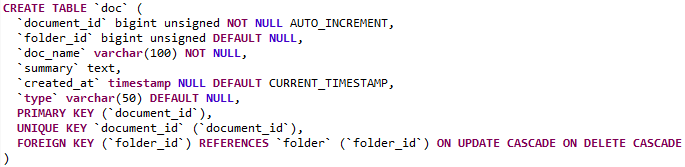 CREATE TABLE `doc` (
  `document_id` bigint unsigned NOT NULL AUTO_INCREMENT,
  `folder_id` bigint unsigned DEFAULT NULL,
  `doc_name` varchar(100) NOT NULL,
  `summary` text,
  `created_at` timestamp NULL DEFAULT CURRENT_TIMESTAMP,
  `type` varchar(50) DEFAULT NULL,
  PRIMARY KEY (`document_id`),
  UNIQUE KEY `document_id` (`document_id`),
  FOREIGN KEY (`folder_id`) REFERENCES `folder` (`folder_id`) ON UPDATE CASCADE ON DELETE CASCADE
)